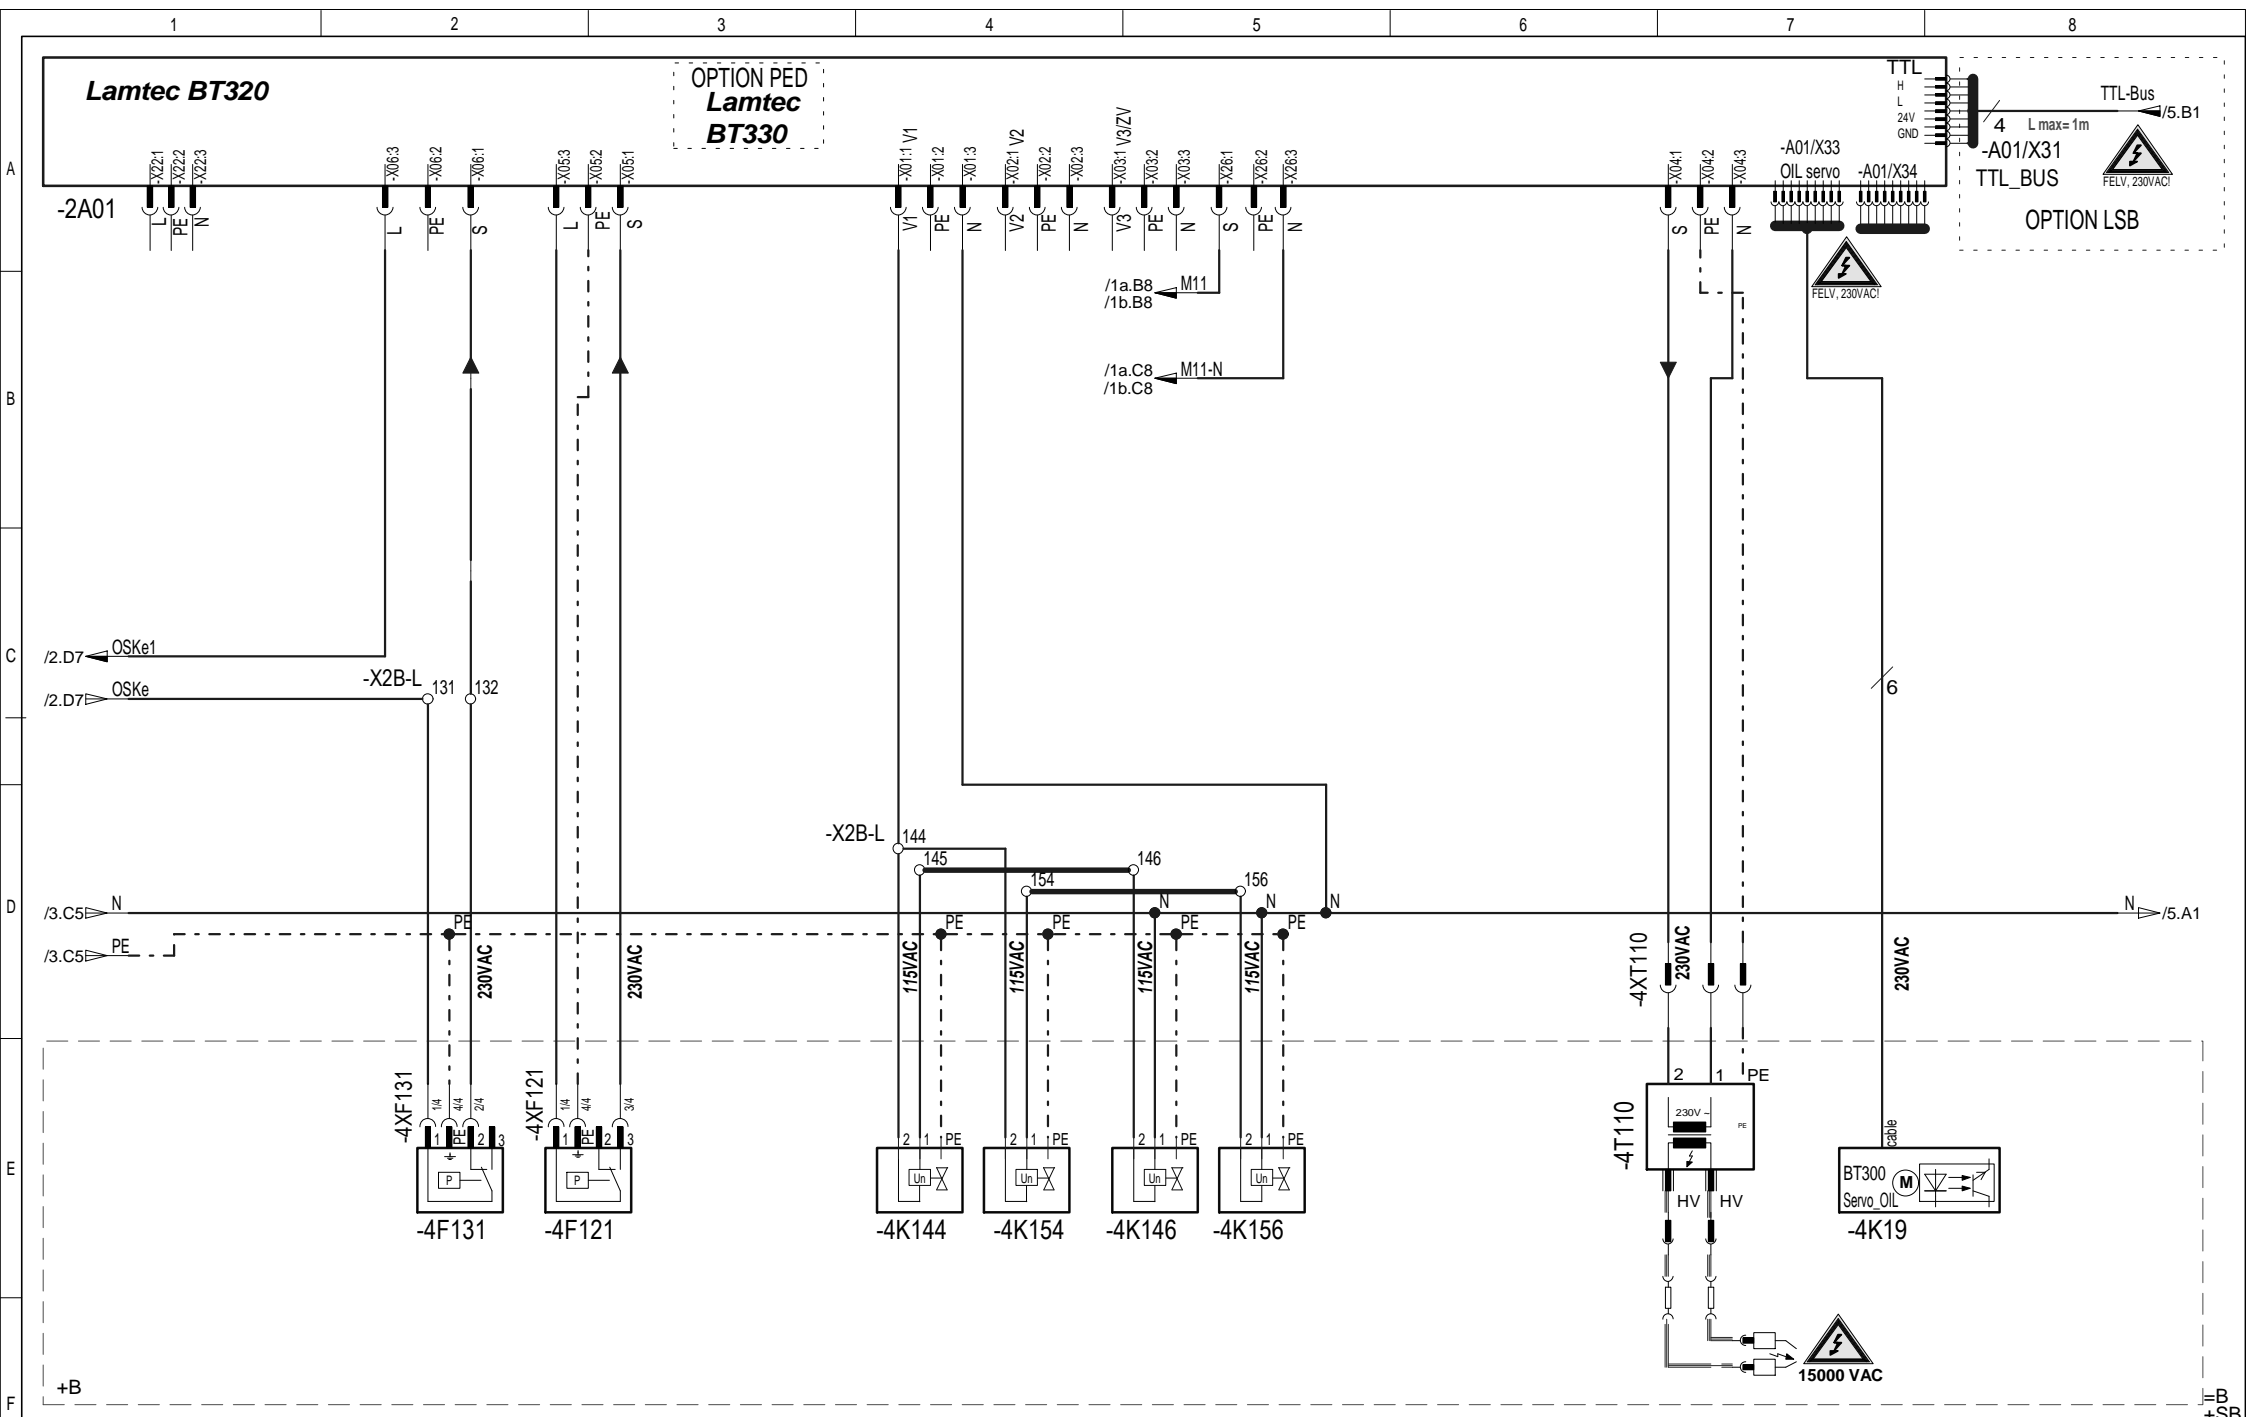 1 2 3 4 5 6 7 8
A
B
C
D
E
F
Lamtec BT320
OPTION PED
Lamtec
BT330
-2A01
-X22:1
-X22:2
-X22:3
L
PE
N
-X06:3
-X06:2
-X06:1
L
PE
S
-X05:3
-X05:2
-X05:1
L
PE
S
-X01:1 V1
-X01:2
-X01:3
V1
PE
N
-X02:1 V2
-X02:2
-X02:3
V2
PE
N
-X03:1 V3/ZV
-X03:2
-X03:3
V3
PE
N
-X26:1
-X26:2
-X26:3
S
PE
N
-X04:1
-X04:2
-X04:3
S
PE
N
-A01/X33
OIL servo
-A01/X34
FELV, 230VAC!
TTL
H
L
24V
GND
4
TTL-Bus
/5.B1
L max= 1m
-A01/X31
TTL_BUS
FELV, 230VAC!
OPTION LSB
/1a.B8
/1b.B8
M11
/1a.C8
/1b.C8
M11-N
/2.D7 OSKe1
/2.D7 OSKe
-X2B-L 131 132
6
-X2B-L 144
145 146
154 156
/3.C5 N
N N N
N /5.A1
/3.C5 PE
PE PE PE PE PE
230VAC
230VAC
115VAC
115VAC
115VAC
115VAC
-4XT110
230VAC
230VAC
-4XF131
1/4
4/4
2/4
1 PE 2 3
P
-4F131
-4XF121
1/4
4/4
3/4
1 PE 2 3
P
-4F121
2 1 PE
Un
-4K144
2 1 PE
Un
-4K154
2 1 PE
Un
-4K146
2 1 PE
Un
-4K156
2 1 PE
-4T110
230V ~
PE
HV HV
15000 VAC
cable
BT300
Servo_OIL
M
-4K19
+B
=B
+SB